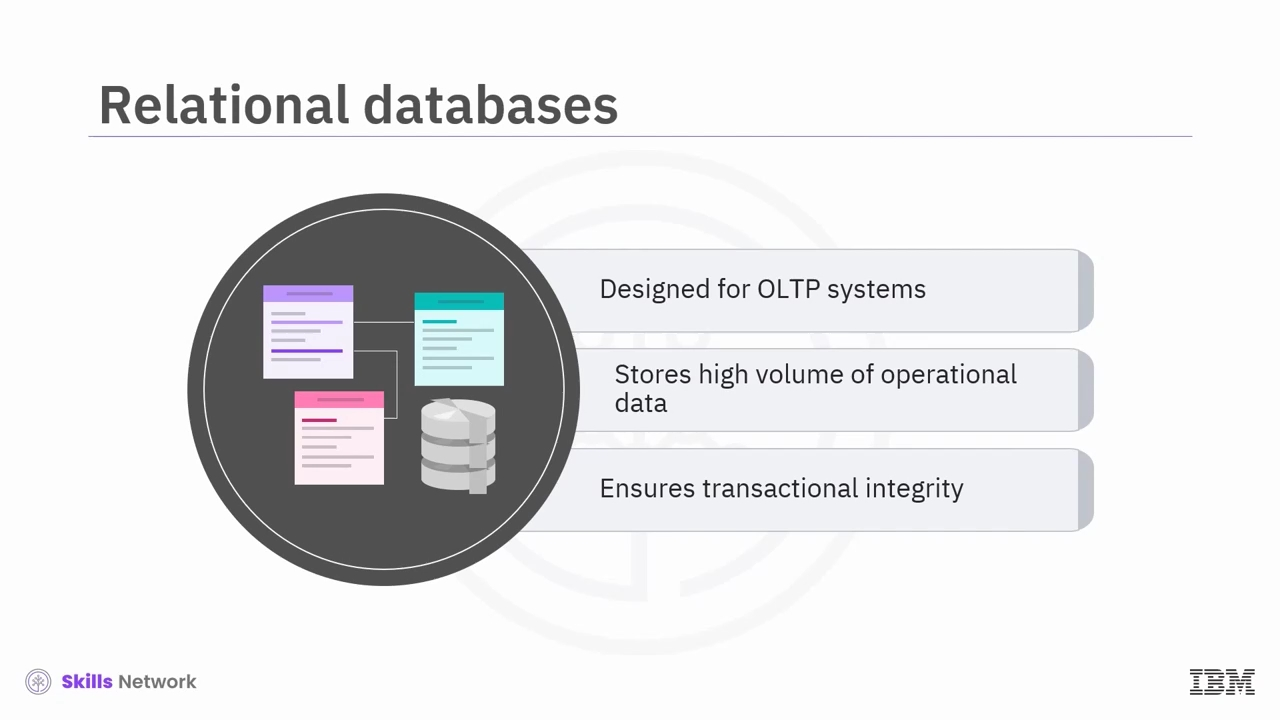 Relational databases
Designed for OLTP systems
Stores high volume of operational
data
Ensures transactional integrity
Skills Network
IBM